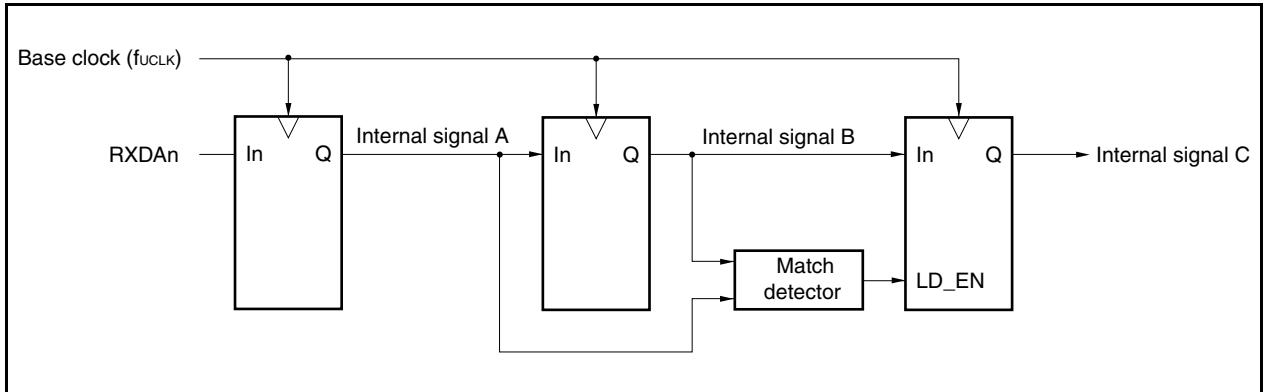 Base clock (fUCLK)
RXDAn
In
Q
Internal signal A
In
Q
Internal signal B
In
Q
Internal signal C
Match
detector
LD_EN